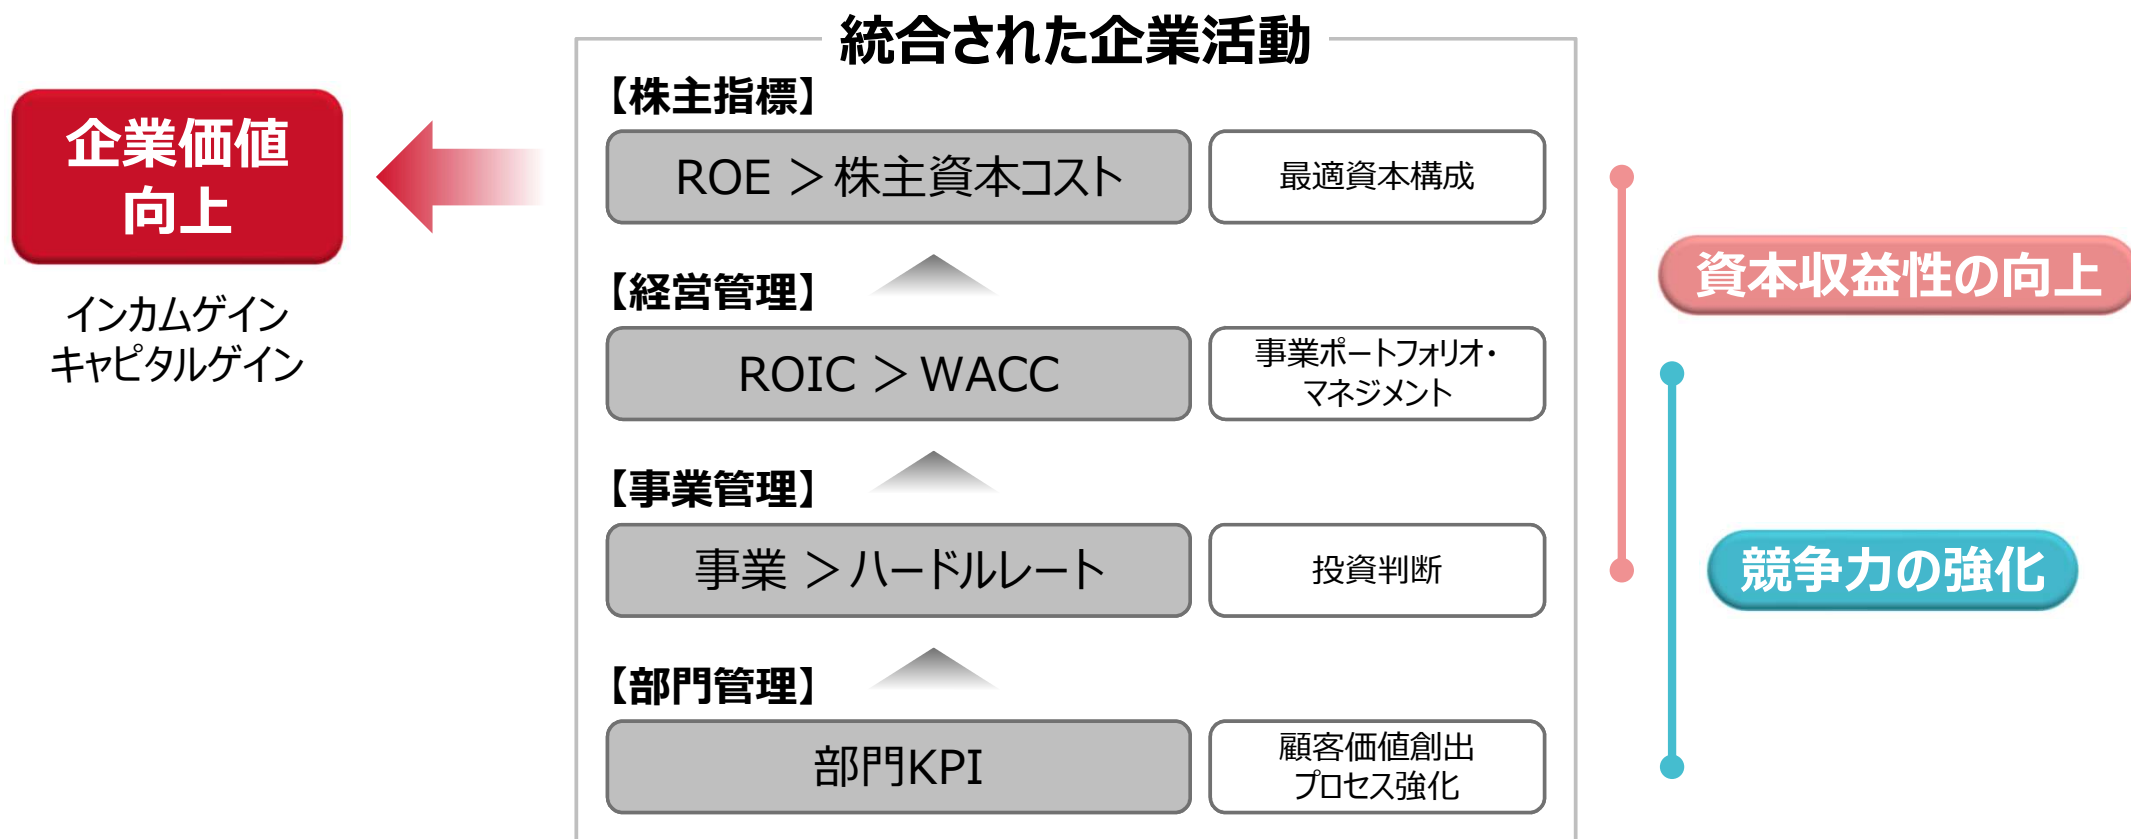 統合された企業活動
企業価値
向上
インカムゲイン
キャピタルゲイン
【株主指標】
ROE ＞株主資本コスト
最適資本構成
【経営管理】
ROIC ＞WACC
事業ポートフォリオ・
マネジメント
【事業管理】
事業 ＞ハードルレート
投資判断
【部門管理】
部門KPI
顧客価値創出
プロセス強化
資本収益性の向上
競争力の強化